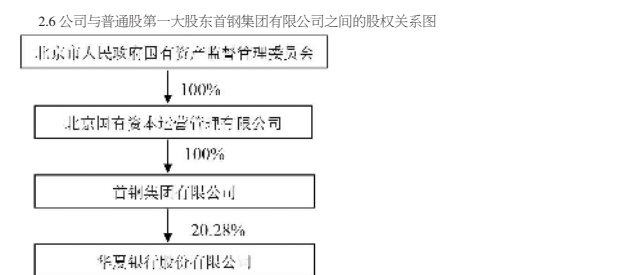 2.6 公司与普通股第一大股东首钢集团有限公司之间的股权关系图
北京市人民政府国有资产监督管理委员会
100%
北京国有资本运营管理有限公司
100%
首钢集团有限公司
20.28%
华夏银行股份有限公司